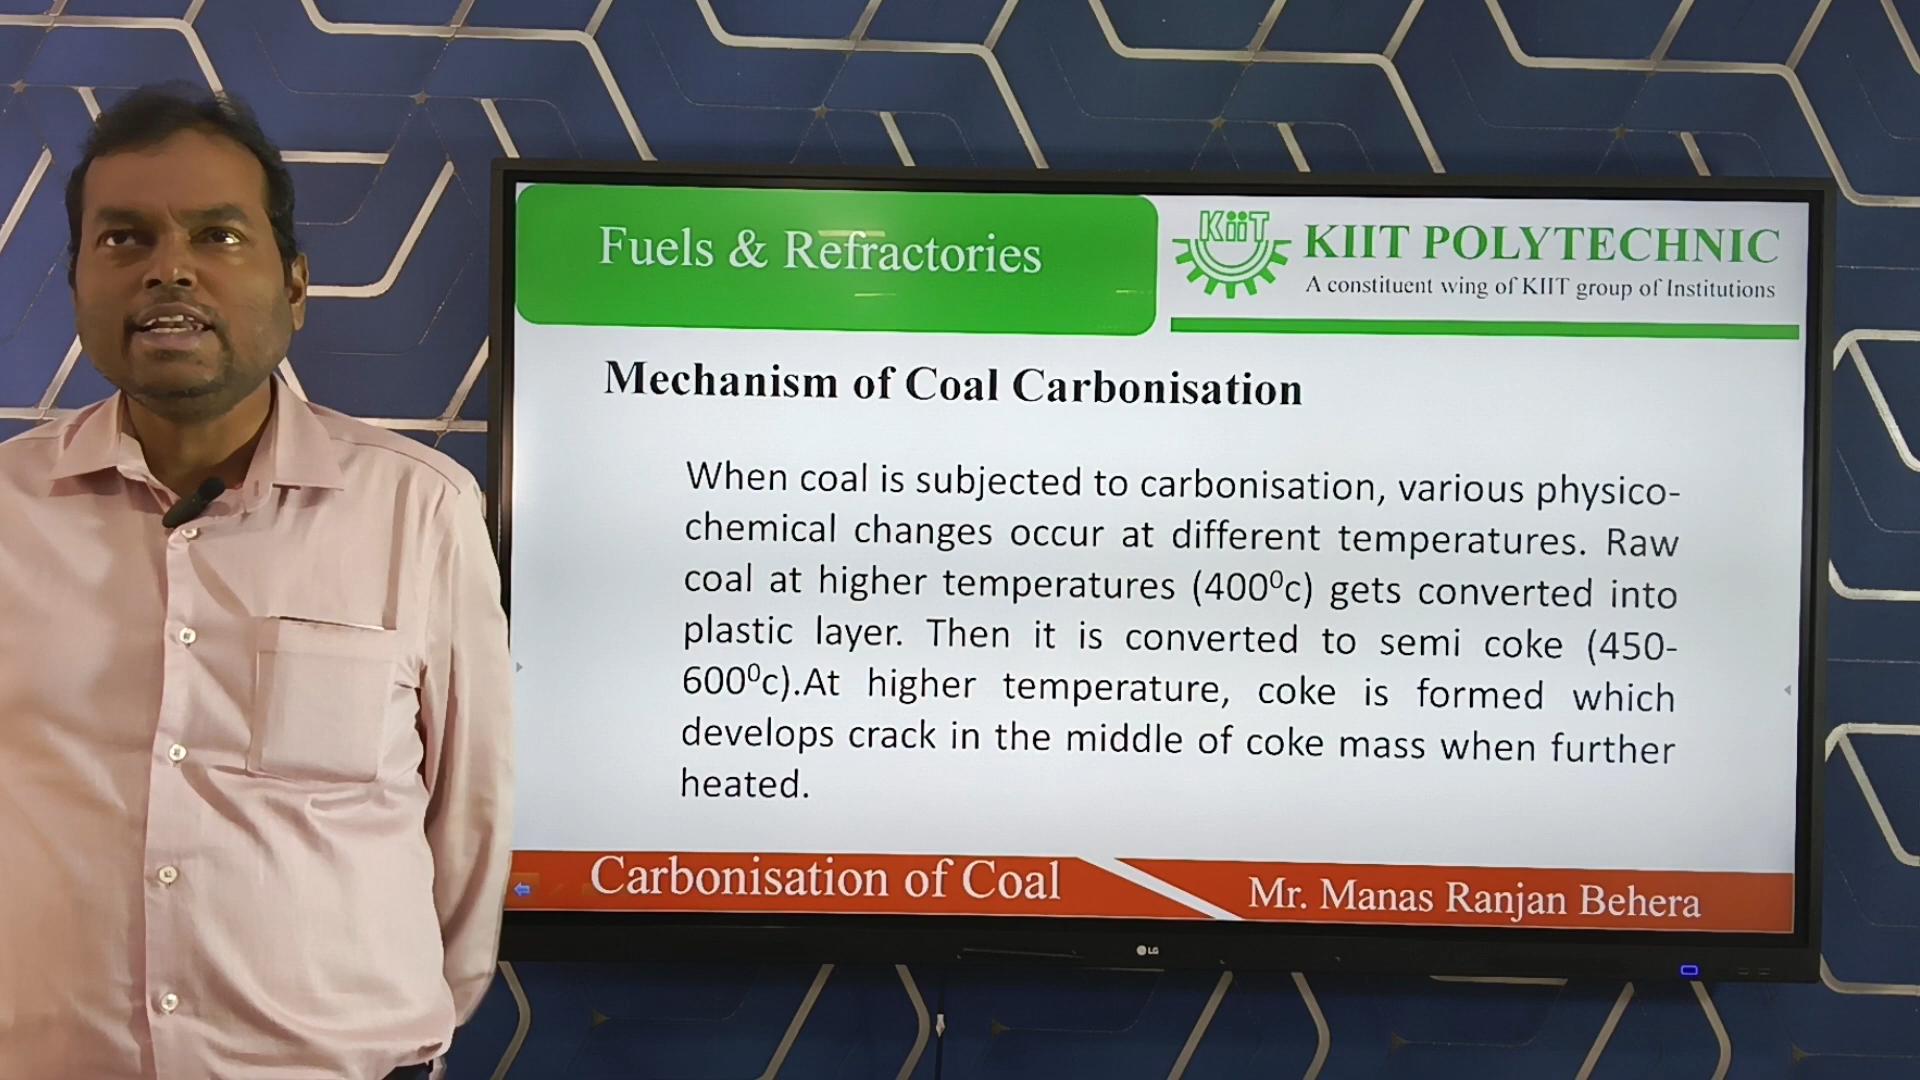 Fuels & Refractories
KiiT
KIIT POLYTECHNIC
A constituent wing of KIIT group of Institutions
Mechanism of Coal Carbonisation
When coal is subjected to carbonisation, various physico-
chemical changes occur at different temperatures. Raw
coal at higher temperatures (400⁰c) gets converted into
plastic layer. Then it is converted to semi coke (450-
600⁰c).At higher temperature, coke is formed which
develops crack in the middle of coke mass when further
heated.
Carbonisation of Coal
Mr. Manas Ranjan Behera
LG